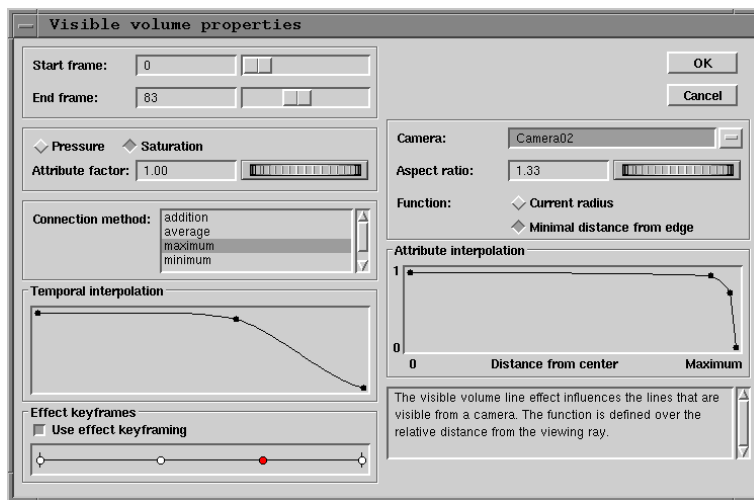 Visible volume properties
Start frame: 0
End frame: 83
OK
Cancel
Pressure Saturation
Attribute factor: 1.00
Camera: Camera02
Aspect ratio: 1.33
Function: Current radius
Minimal distance from edge
Connection method: addition
average
maximum
minimum
Attribute interpolation
1
0
0 Distance from center Maximum
Temporal interpolation
The visible volume line effect influences the lines that are
visible from a camera. The function is defined over the
relative distance from the viewing ray.
Effect keyframes
Use effect keyframing